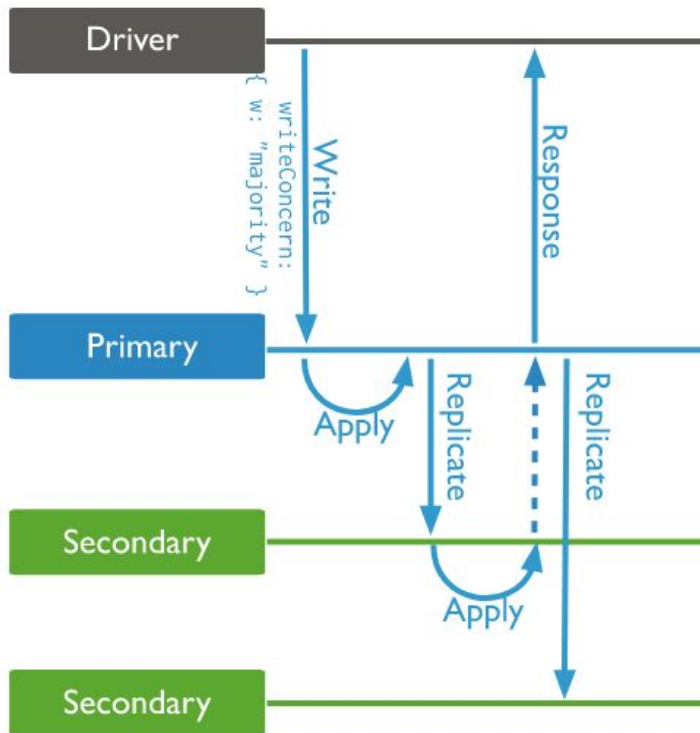 Driver
writeConcern:
{ w: "majority" }
Write
Response
Primary
Apply
Replicate
Replicate
Secondary
Apply
Secondary